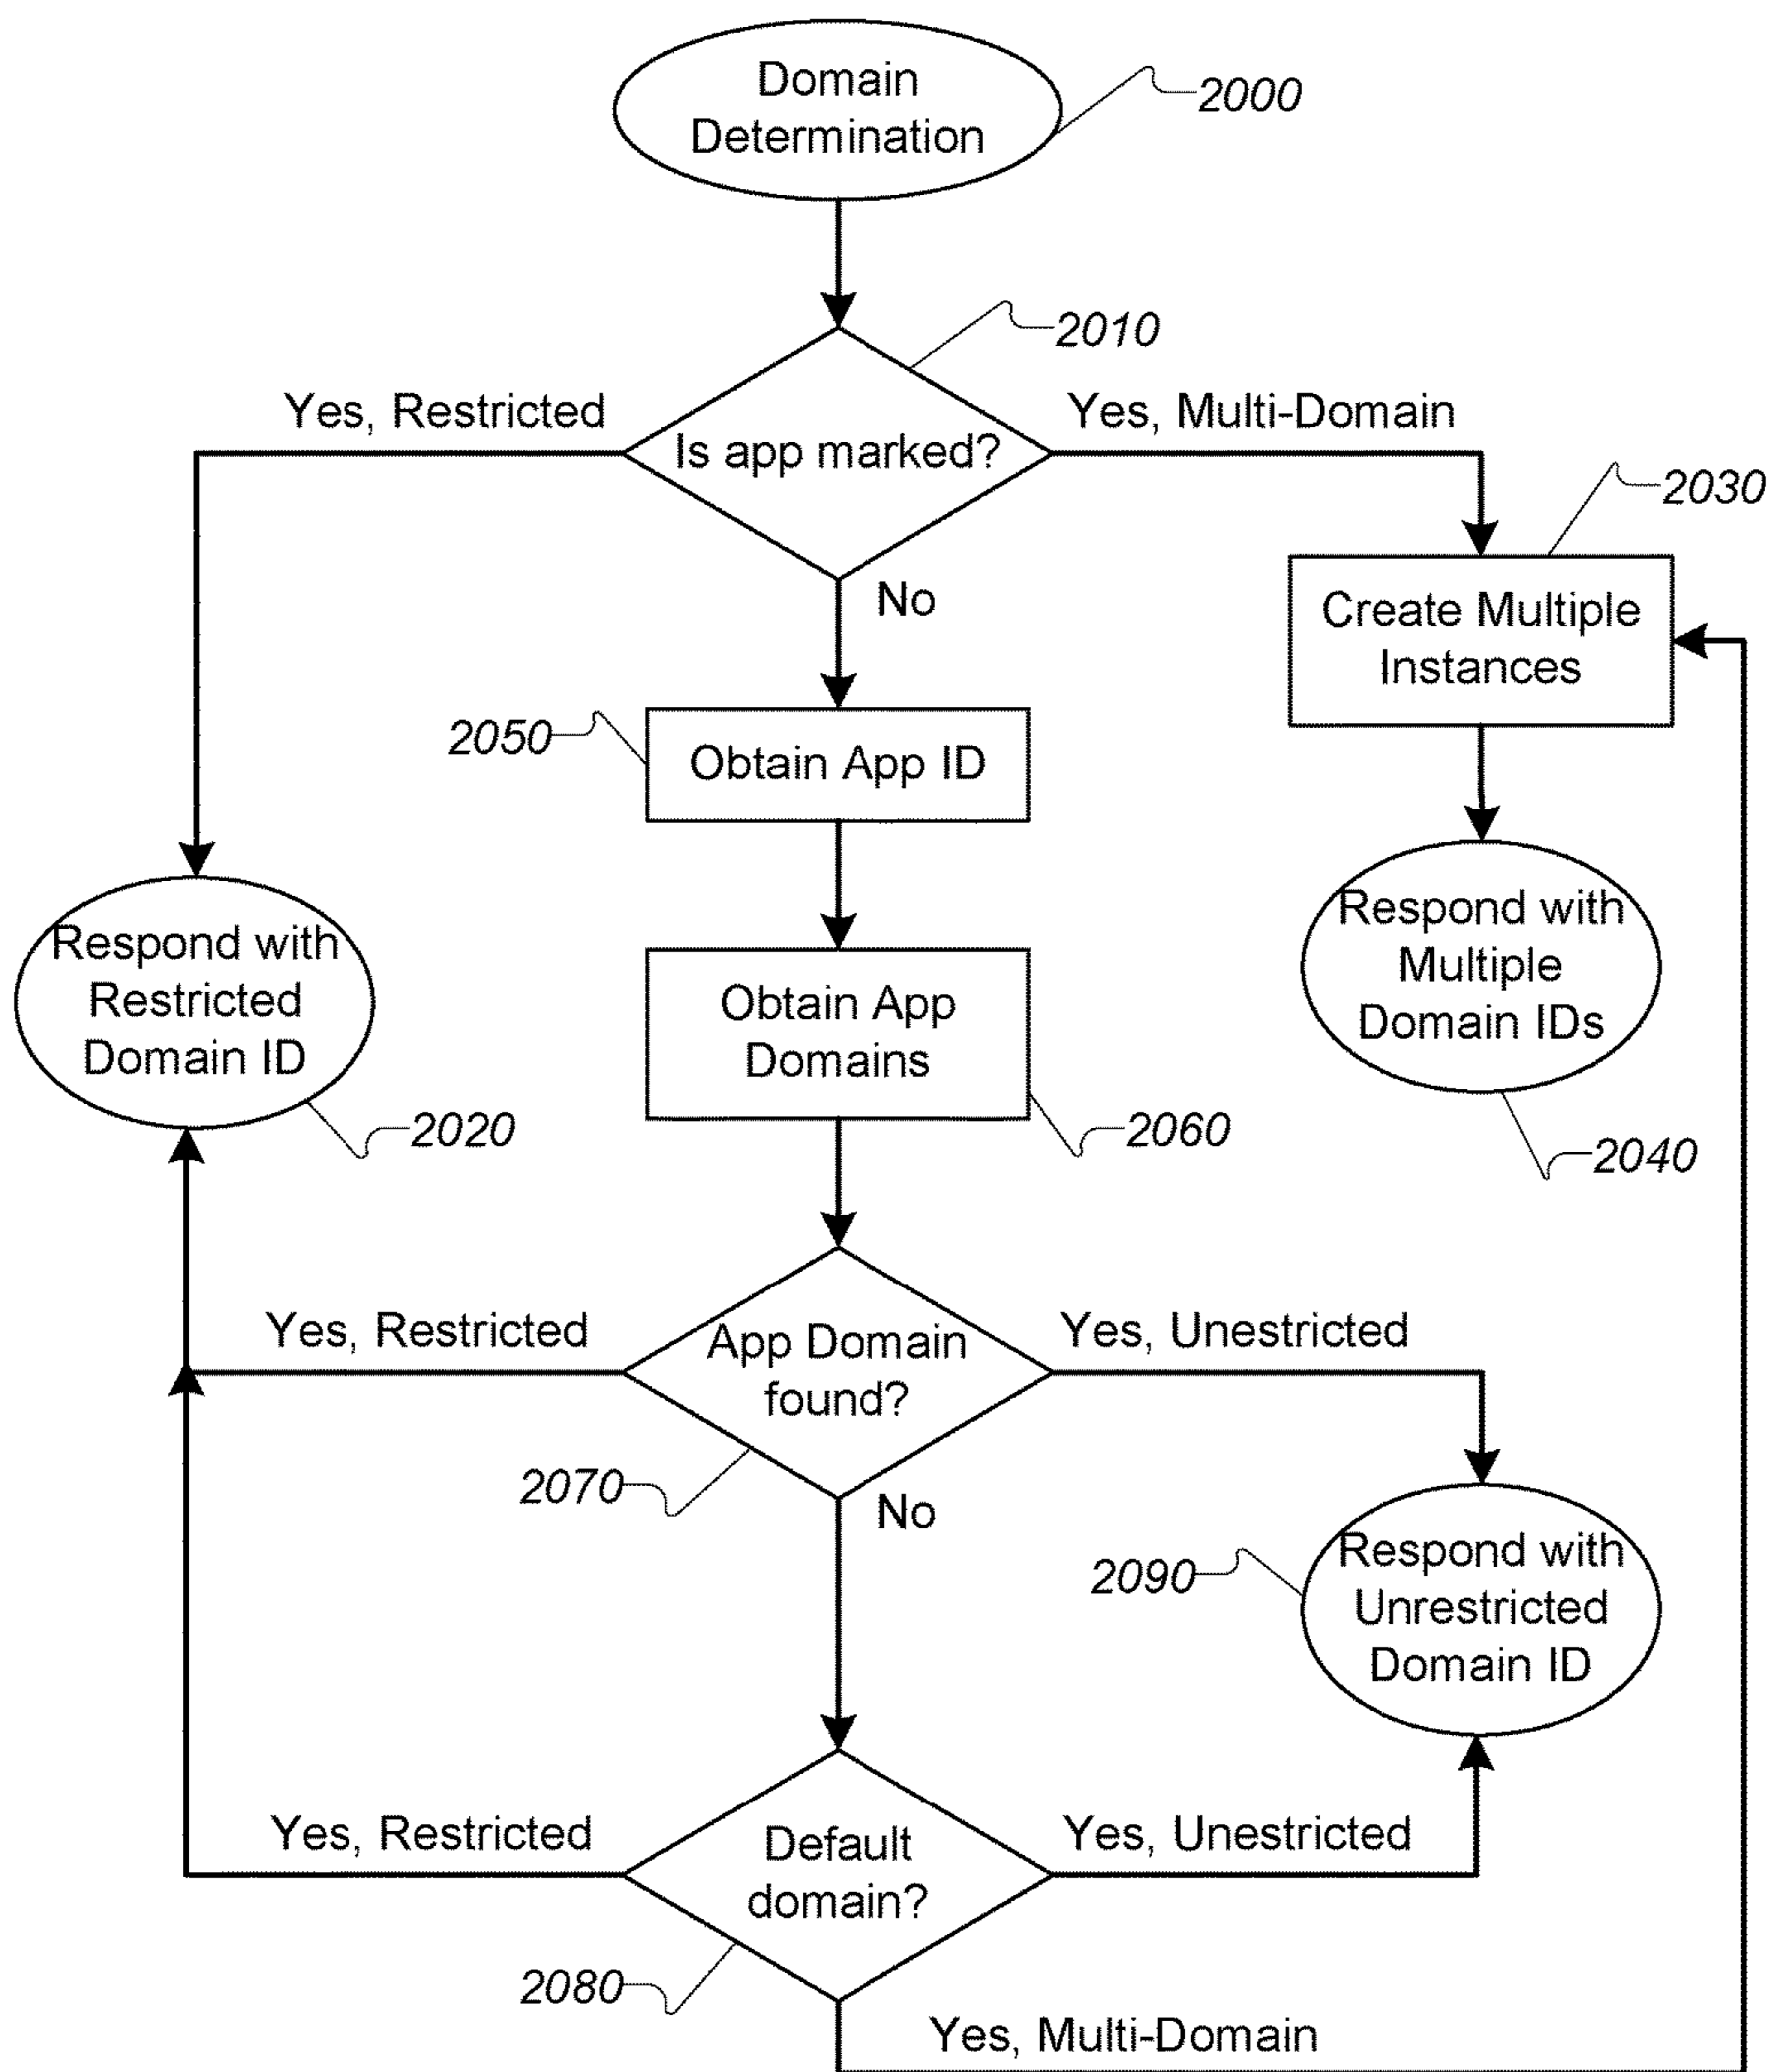 Domain
Determination
2000
2010
Yes, Restricted
Yes, Multi-Domain
Is app marked?
2030
No
Create Multiple
Instances
2050
Obtain App ID
Respond with
Multiple
Domain IDs
Respond with
Restricted
Domain ID
Obtain App
Domains
2020
2060
2040
Yes, Restricted
App Domain
found?
Yes, Unestricted
2070
No
2090
Respond with
Unrestricted
Domain ID
Yes, Restricted
Default
domain?
Yes, Unestricted
2080
Yes, Multi-Domain